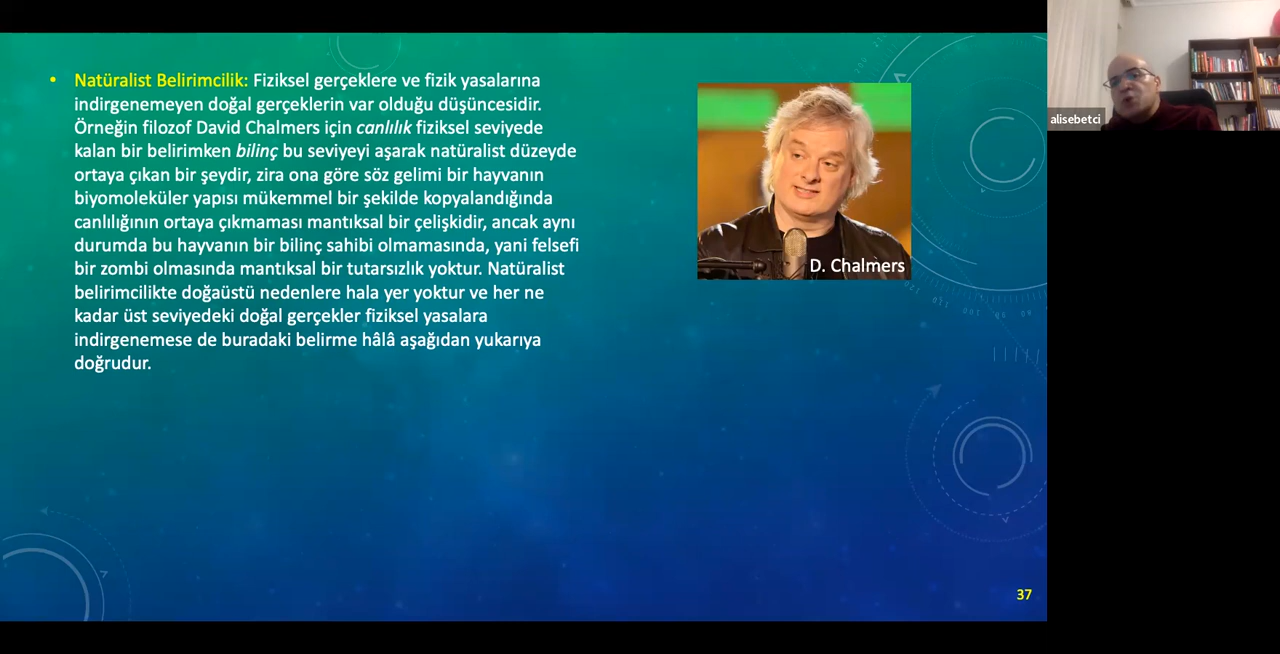 • Natüralist Belirimcilik: Fiziksel gerçeklere ve fizik yasalarına
indirgenemeyen doğal gerçeklerin var olduğu düşüncesidir.
Örneğin filozof David Chalmers için canlılık fiziksel seviyede
kalan bir belirimken bilinç bu seviyeyi aşarak natüralist düzeyde
ortaya çıkan bir şeydir, zira ona göre söz gelimi bir hayvanın
biyomoleküler yapısı mükemmel bir şekilde kopyalandığında
canlılığının ortaya çıkmaması mantıksal bir çelişkidir, ancak aynı
durumda bu hayvanın bir bilinç sahibi olmamasında, yani felsefi
bir zombi olmasında mantıksal bir tutarsızlık yoktur. Natüralist
belirimcilikte doğaüstü nedenlere hala yer yoktur ve her ne
kadar üst seviyedeki doğal gerçekler fiziksel yasalara
indirgenemese de buradaki belirme hâlâ aşağıdan yukarıya
doğrudur.
D. Chalmers
alisebetci
37